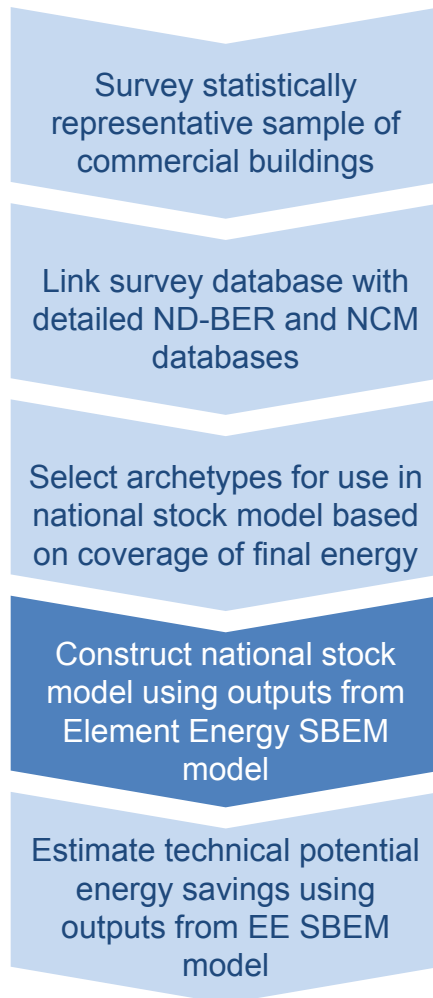 Survey statistically
representative sample of
commercial buildings
Link survey database with
detailed ND-BER and NCM
databases
Select archetypes for use in
national stock model based
on coverage of final energy
Construct national stock
model using outputs from
Element Energy SBEM
model
Estimate technical potential
energy savings using
outputs from EE SBEM
model